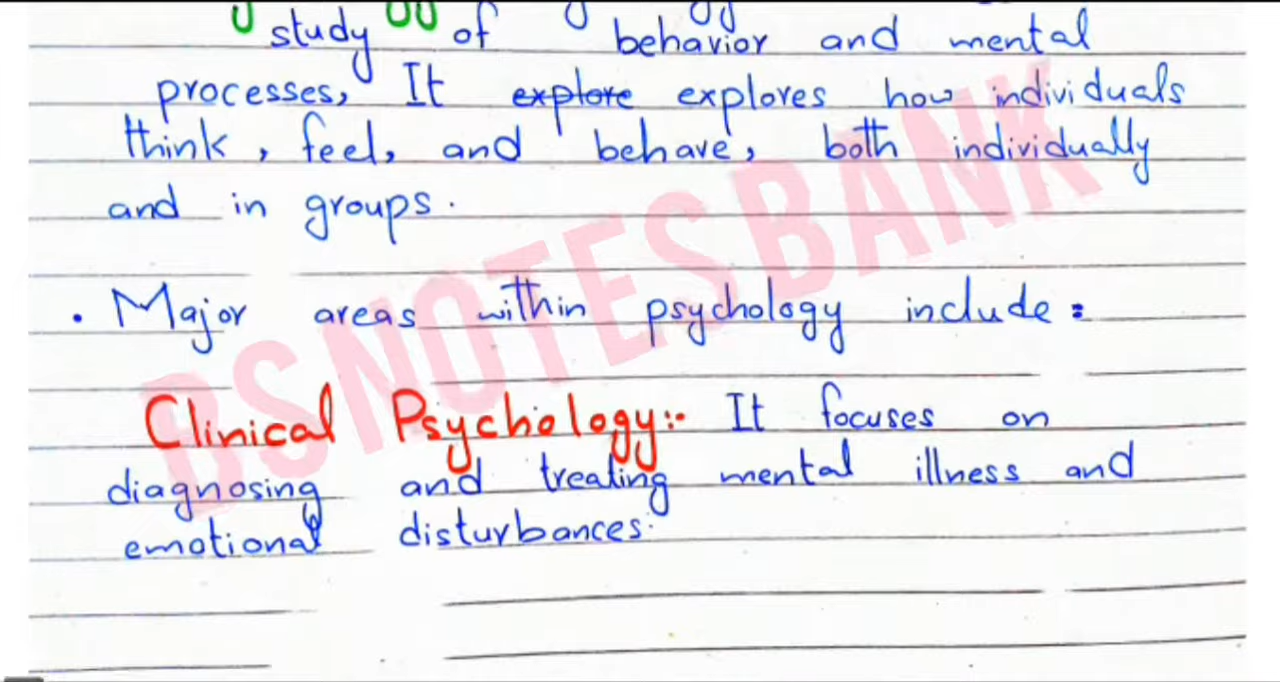 study of behavior and mental
processes, It explore explores how individuals
think, feel, and behave, both individually
and in groups.
• Major areas within psychology include:
Clinical Psychology:- It focuses on
diagnosing and treating mental illness and
emotional disturbances.
DSNOTESBANK